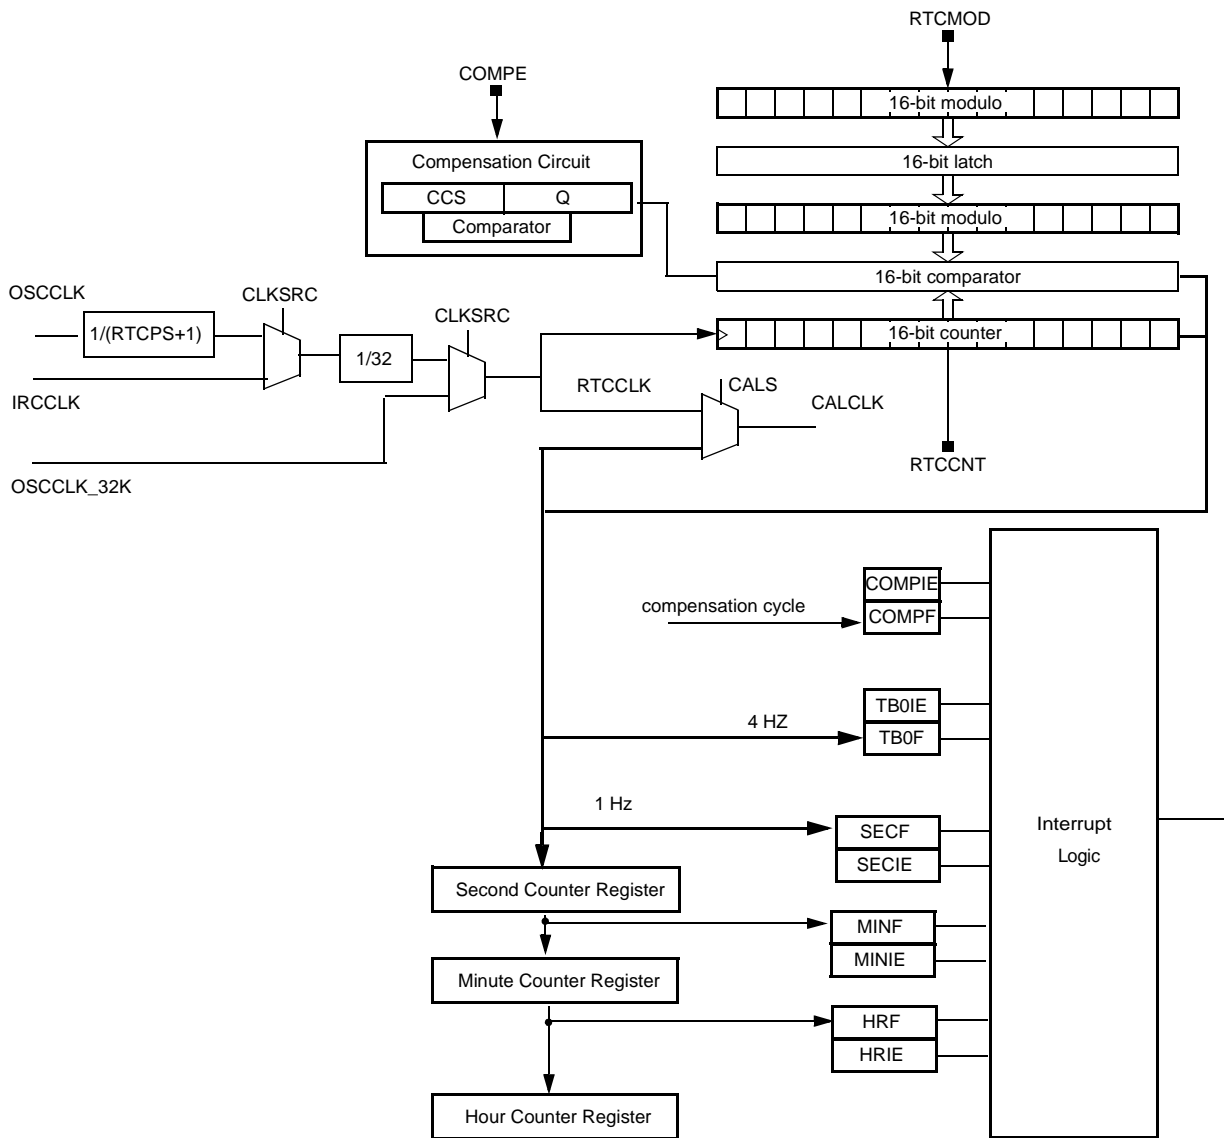 RTCMOD
COMPE
16-bit modulo
Compensation Circuit
16-bit latch
CCS
Q
16-bit modulo
Comparator
16-bit comparator
OSCCLK
CLKSRC
CLKSRC
1/(RTCPS+1)
16-bit counter
1/32
RTCCLK
CALS
IRCCLK
CALCLK
RTCCNT
OSCCLK_32K
COMPIE
compensation cycle
COMPF
TB0IE
4 HZ
TB0F
1 Hz
SECF
Interrupt
Logic
SECIE
Second Counter Register
MINF
MINIE
Minute Counter Register
HRF
HRIE
Hour Counter Register